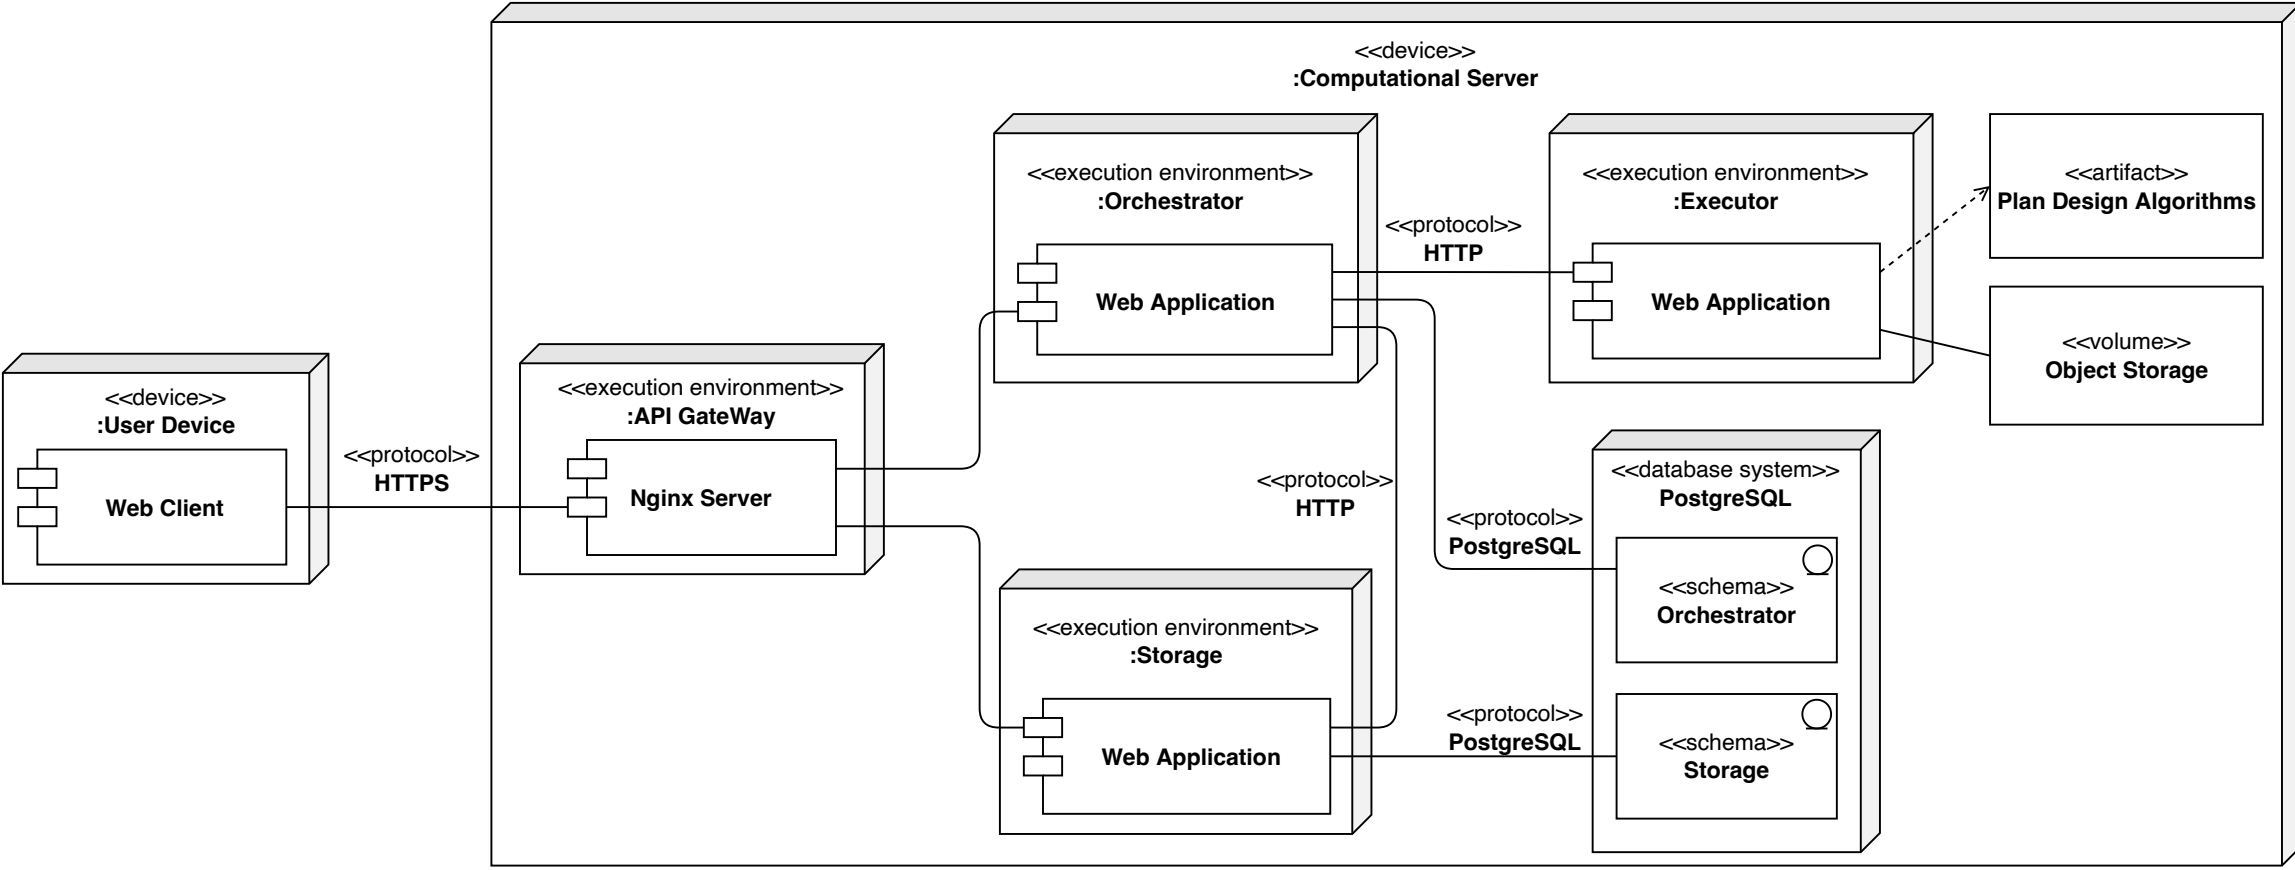 <<device>>
:Computational Server
<<execution environment>>
:Orchestrator
Web Application
<<protocol>>
HTTP
<<execution environment>>
:Executor
Web Application
<<artifact>>
Plan Design Algorithms
<<volume>>
Object Storage
<<device>>
:User Device
Web Client
<<protocol>>
HTTPS
<<execution environment>>
:API GateWay
Nginx Server
<<protocol>>
HTTP
<<protocol>>
PostgreSQL
<<database system>>
PostgreSQL
<<schema>>
Orchestrator
<<execution environment>>
:Storage
Web Application
<<protocol>>
PostgreSQL
<<schema>>
Storage